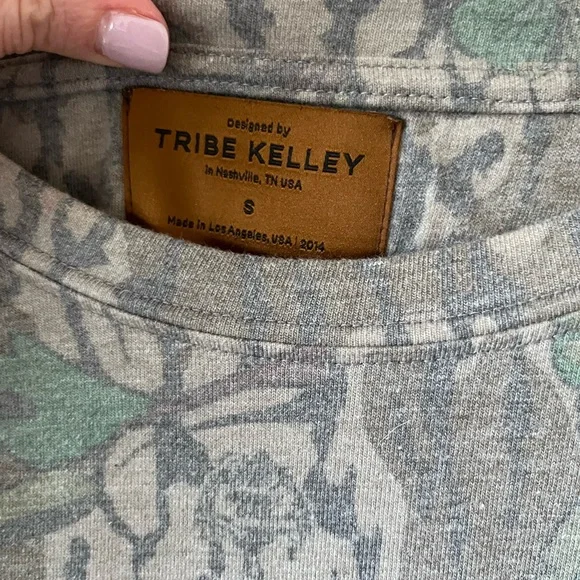 Designed by
TRIBE KELLEY
In Nashville, TN USA
S
Made in Los Angeles, USA | 2014